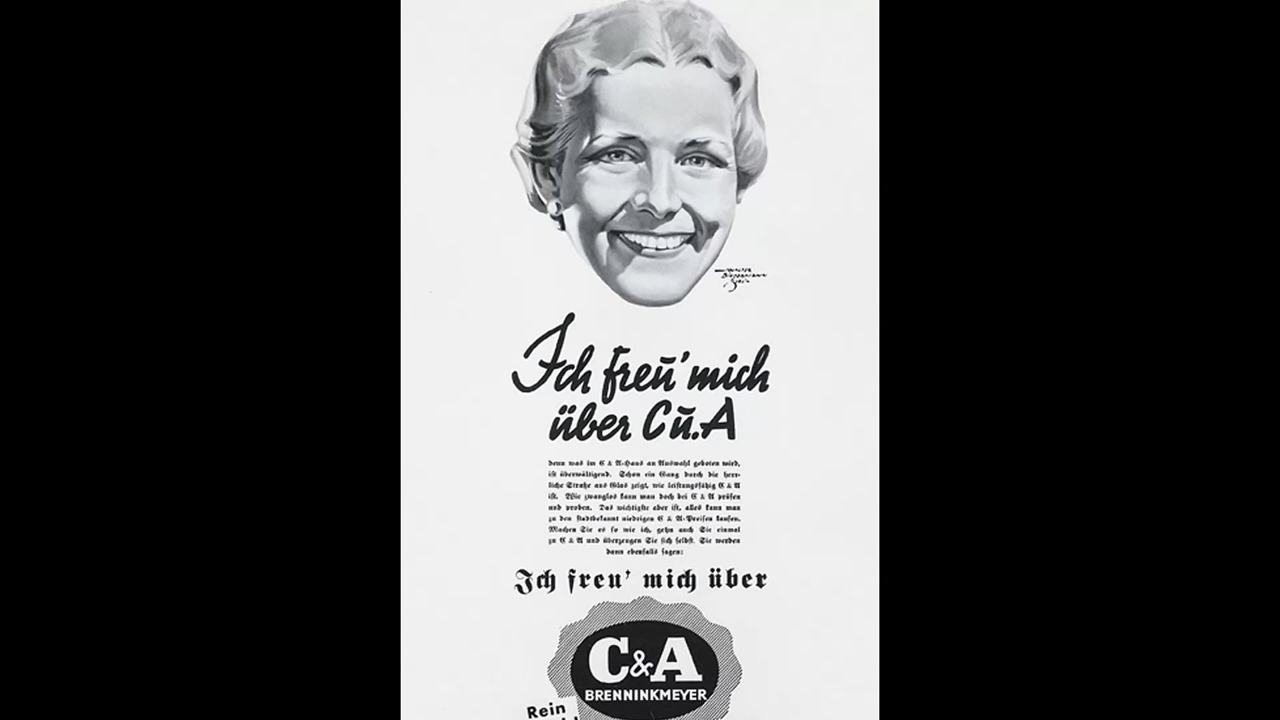 Ich freu' mich
über C u. A
denn was im C & A-Haus an Auswahl geboten wird,
ist überwältigend. Schon ein Gang durch die herr-
liche Straße aus Glas zeigt, wie leistungsfähig C & A
ist. Wie zwanglos kann man doch bei C & A prüfen
und proben. Das wichtigste aber ist, alles kann man
zu den stadtbekannt niedrigen C & A-Preisen kaufen.
Machen Sie es so wie ich, gehn auch Sie einmal
zu C & A und überzeugen Sie sich selbst. Sie werden
dann ebenfalls sagen:
Ich freu' mich über
C&A
BRENNINKMEYER
Rein